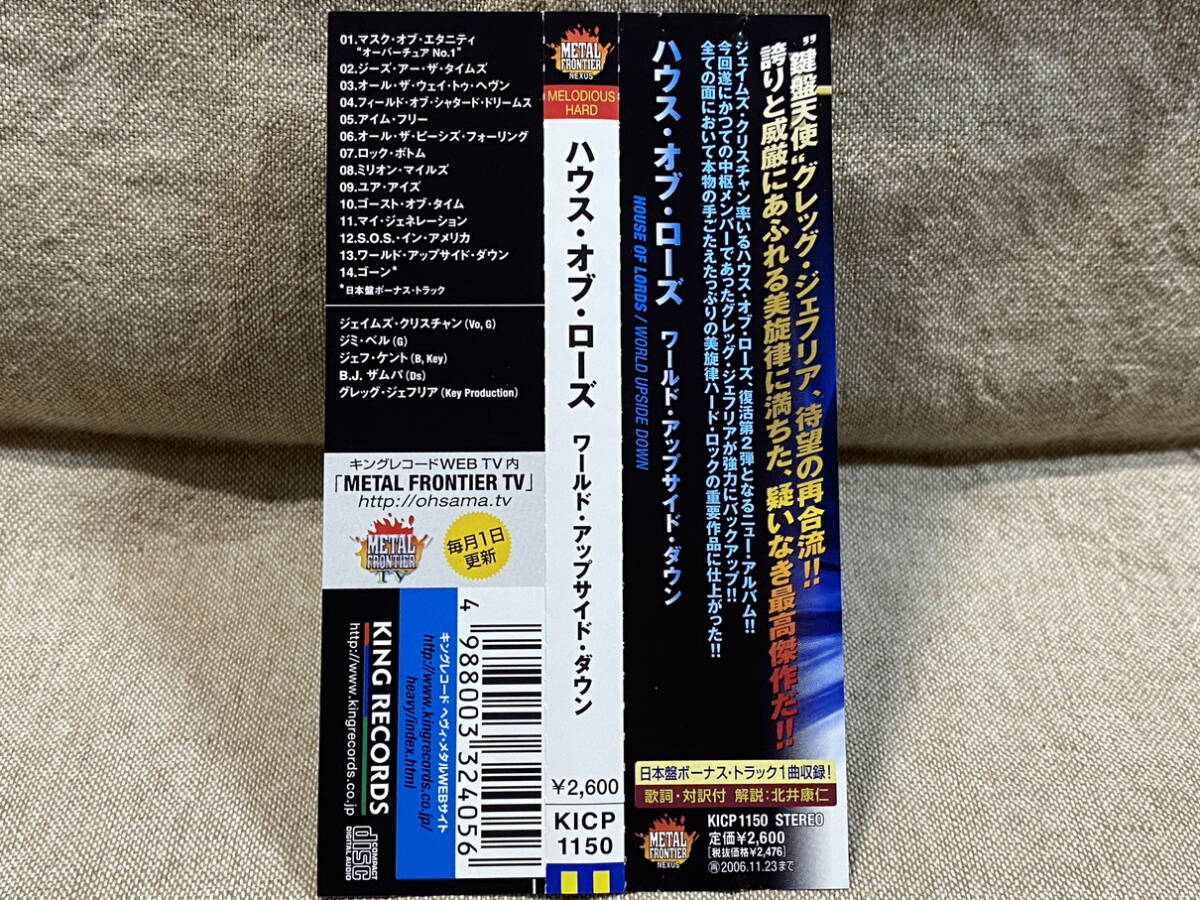 01.マスク・オブ・エタニティ
“オーバーチュア No.1”
02.ジーズ・アー・ザ・タイムズ
03.オール・ザ・ウェイ・トゥ・ヘヴン
04.フィールド・オブ・シャタード・ドリームス
05.アイム・フリー
06.オール・ザ・ピーシズ・フォーリング
07.ロック・ボトム
08.ミリオン・マイルズ
09.ユア・アイズ
10.ゴースト・オブ・タイム
11.マイ・ジェネレーション
12.S.O.S.・イン・アメリカ
13.ワールド・アップサイド・ダウン
14.ゴーン*
*日本盤ボーナス・トラック
ジェイムズ・クリスチャン (Vo, G)
ジミ・ベル (G)
ジェフ・ケント (B, Key)
B.J. ザムパ (Ds)
グレッグ・ジェフリア (Key Production)
キングレコードWEB TV 内
「METAL FRONTIER TV」
http://ohsama.tv
METAL
FRONTIER
TV
毎月1日
更新
KING RECORDS
http://www.kingrecords.co.jp
COMPACT
disc
DIGITAL AUDIO
キングレコード ヘヴィ・メタルWEBサイト
http://www.kingrecords.co.jp/
heavy/index.html
4 988003 324056
METAL
FRONTIER
NEXUS
MELODIOUS
HARD
ハウス・オブ・ローズ ワールド・アップサイド・ダウン
¥2,600
KICP
1150
”鍵盤天使“グレッグ・ジェフリア、待望の再合流!!
誇りと威厳にあふれる美旋律に満ちた、疑いなき最高傑作だ!!
ジェイムズ・クリスチャン率いるハウス・オブ・ローズ、復活第2弾となるニュー・アルバム!!
今回遂にかつての中枢メンバーであったグレッグ・ジェフリアが強力にバックアップ!!
全ての面において本物の手ごたえたっぷりの美旋律ハード・ロックの重要作品に仕上がった!!
ハウス・オブ・ローズ ワールド・アップサイド・ダウン
HOUSE OF LORDS / WORLD UPSIDE DOWN
日本盤ボーナス・トラック1曲収録!
歌詞・対訳付 解説:北井康仁
METAL
FRONTIER
NEXUS
KICP 1150 STEREO
定価¥2,600
[税抜価格¥2,476]
Ⓡ2006.11.23まで